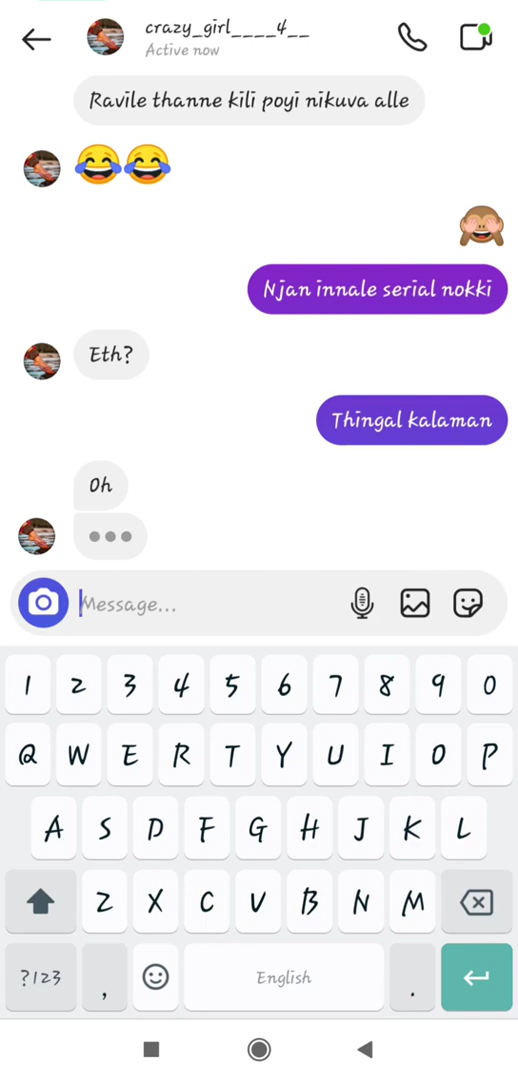 crazy_girl____4__
Active now
Ravile thanne kili poyi nikuva alle
😂😂
🙈
Njan innale serial nokki
Eth?
Thingal kalaman
Oh
Message...
1 2 3 4 5 6 7 8 9 0
Q W E R T Y U I O P
A S D F G H J K L
Z X C V B N M
?123 , English .